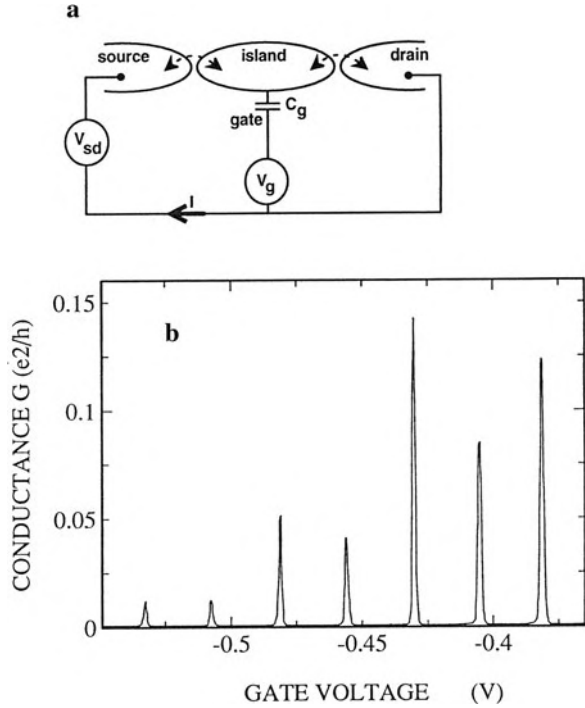 a
source island drain
C_g
gate
V_sd
V_g
I
b
0.15
0.1
0.05
0
-0.5 -0.45 -0.4
CONDUCTANCE G (e2/h)
GATE VOLTAGE (V)